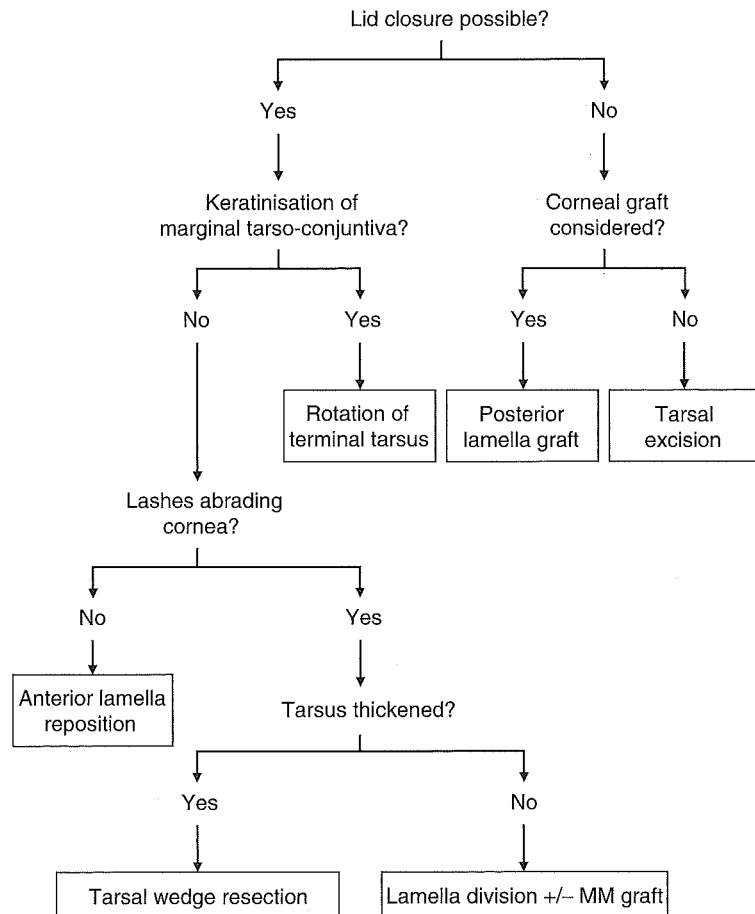 Lid closure possible?
Yes
No
Keratinisation of
marginal tarso-conjuntiva?
Corneal graft
considered?
No
Yes
Yes
No
Rotation of
terminal tarsus
Posterior
lamella graft
Tarsal
excision
Lashes abrading
cornea?
No
Yes
Anterior lamella
reposition
Tarsus thickened?
Yes
No
Tarsal wedge resection
Lamella division +/– MM graft